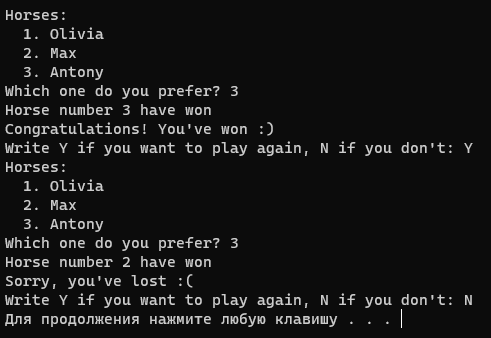 Horses:
  1. Olivia
  2. Max
  3. Antony
Which one do you prefer? 3
Horse number 3 have won
Congratulations! You've won :)
Write Y if you want to play again, N if you don't: Y
Horses:
  1. Olivia
  2. Max
  3. Antony
Which one do you prefer? 3
Horse number 2 have won
Sorry, you've lost :(
Write Y if you want to play again, N if you don't: N
Для продолжения нажмите любую клавишу . . .